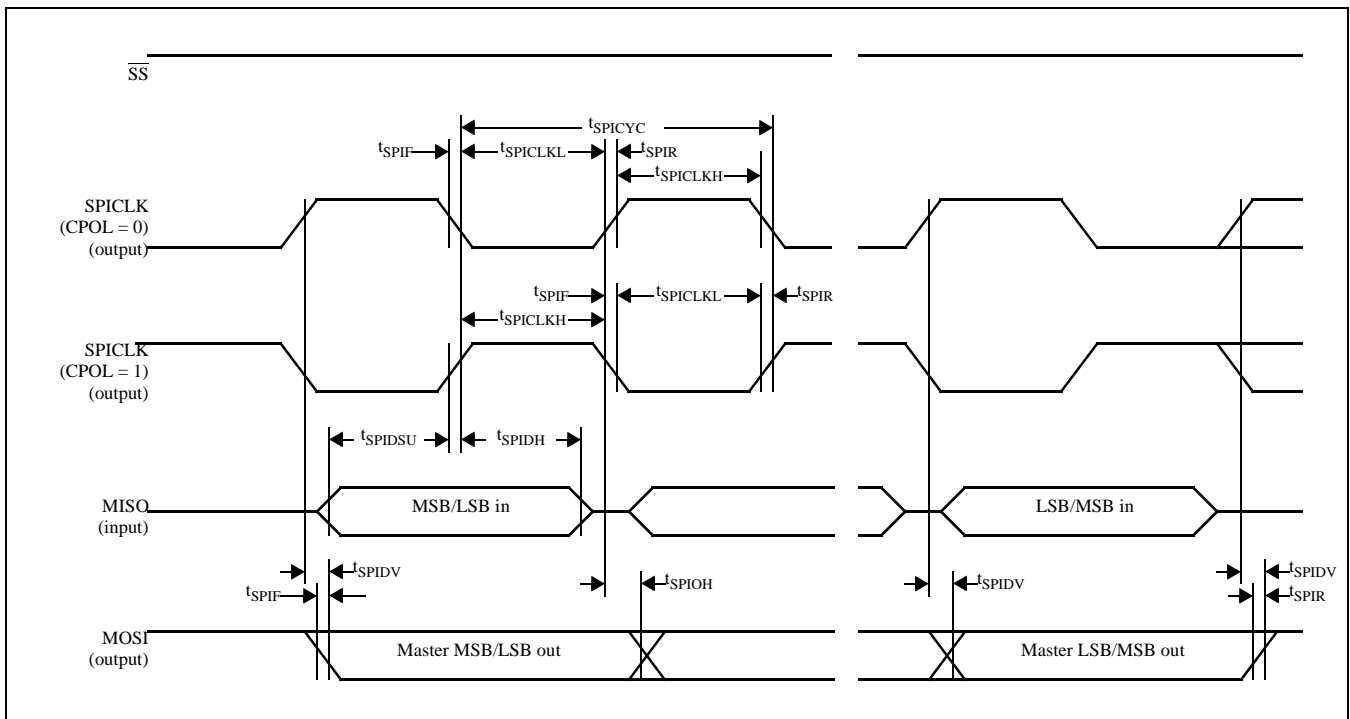 SS
tSPICYC
tSPIF
tSPICLKL
tSPIR
tSPICLKH
SPICLK
(CPOL = 0)
(output)
tSPIF
tSPICLKL
tSPIR
tSPICLKH
SPICLK
(CPOL = 1)
(output)
tSPIDSU
tSPIDH
MISO
(input)
MSB/LSB in
LSB/MSB in
tSPIDV
tSPIOH
tSPIDV
tSPIDV
tSPIF
tSPIR
MOSI
(output)
Master MSB/LSB out
Master LSB/MSB out